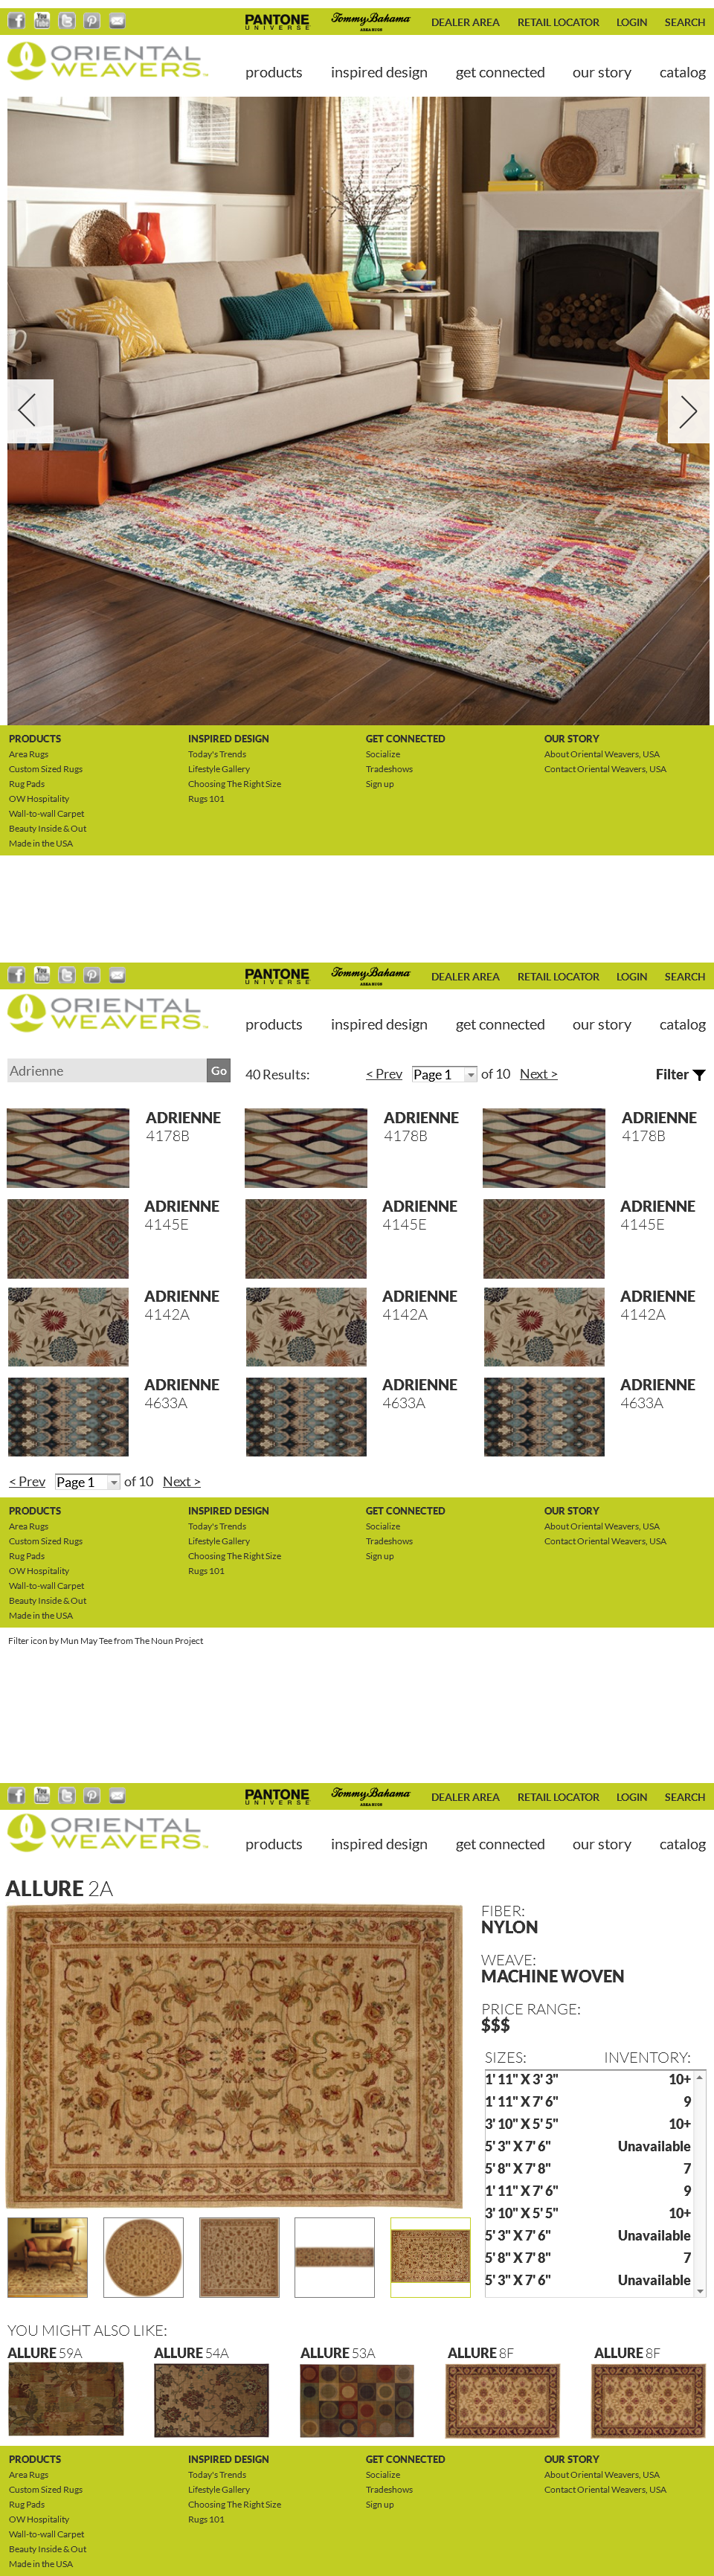 PANTONE UNIVERSE Tommy Bahama AREA RUGS DEALER AREA RETAIL LOCATOR LOGIN SEARCH
ORIENTAL WEAVERS
products inspired design get connected our story catalog
PRODUCTS
Area Rugs
Custom Sized Rugs
Rug Pads
OW Hospitality
Wall-to-wall Carpet
Beauty Inside & Out
Made in the USA
INSPIRED DESIGN
Today's Trends
Lifestyle Gallery
Choosing The Right Size
Rugs 101
GET CONNECTED
Socialize
Tradeshows
Sign up
OUR STORY
About Oriental Weavers, USA
Contact Oriental Weavers, USA
PANTONE UNIVERSE Tommy Bahama AREA RUGS DEALER AREA RETAIL LOCATOR LOGIN SEARCH
ORIENTAL WEAVERS
products inspired design get connected our story catalog
Adrienne Go 40 Results: < Prev Page 1 of 10 Next > Filter
ADRIENNE ADRIENNE ADRIENNE
4178B 4178B 4178B
ADRIENNE ADRIENNE ADRIENNE
4145E 4145E 4145E
ADRIENNE ADRIENNE ADRIENNE
4142A 4142A 4142A
ADRIENNE ADRIENNE ADRIENNE
4633A 4633A 4633A
< Prev Page 1 of 10 Next >
PRODUCTS
Area Rugs
Custom Sized Rugs
Rug Pads
OW Hospitality
Wall-to-wall Carpet
Beauty Inside & Out
Made in the USA
INSPIRED DESIGN
Today's Trends
Lifestyle Gallery
Choosing The Right Size
Rugs 101
GET CONNECTED
Socialize
Tradeshows
Sign up
OUR STORY
About Oriental Weavers, USA
Contact Oriental Weavers, USA
Filter icon by Mun May Tee from The Noun Project
PANTONE UNIVERSE Tommy Bahama AREA RUGS DEALER AREA RETAIL LOCATOR LOGIN SEARCH
ORIENTAL WEAVERS
products inspired design get connected our story catalog
ALLURE 2A
FIBER:
NYLON
WEAVE:
MACHINE WOVEN
PRICE RANGE:
$$$
SIZES: INVENTORY:
1' 11" X 3' 3" 10+
1' 11" X 7' 6" 9
3' 10" X 5' 5" 10+
5' 3" X 7' 6" Unavailable
5' 8" X 7' 8" 7
1' 11" X 7' 6" 9
3' 10" X 5' 5" 10+
5' 3" X 7' 6" Unavailable
5' 8" X 7' 8" 7
5' 3" X 7' 6" Unavailable
YOU MIGHT ALSO LIKE:
ALLURE 59A ALLURE 54A ALLURE 53A ALLURE 8F ALLURE 8F
PRODUCTS
Area Rugs
Custom Sized Rugs
Rug Pads
OW Hospitality
Wall-to-wall Carpet
Beauty Inside & Out
Made in the USA
INSPIRED DESIGN
Today's Trends
Lifestyle Gallery
Choosing The Right Size
Rugs 101
GET CONNECTED
Socialize
Tradeshows
Sign up
OUR STORY
About Oriental Weavers, USA
Contact Oriental Weavers, USA